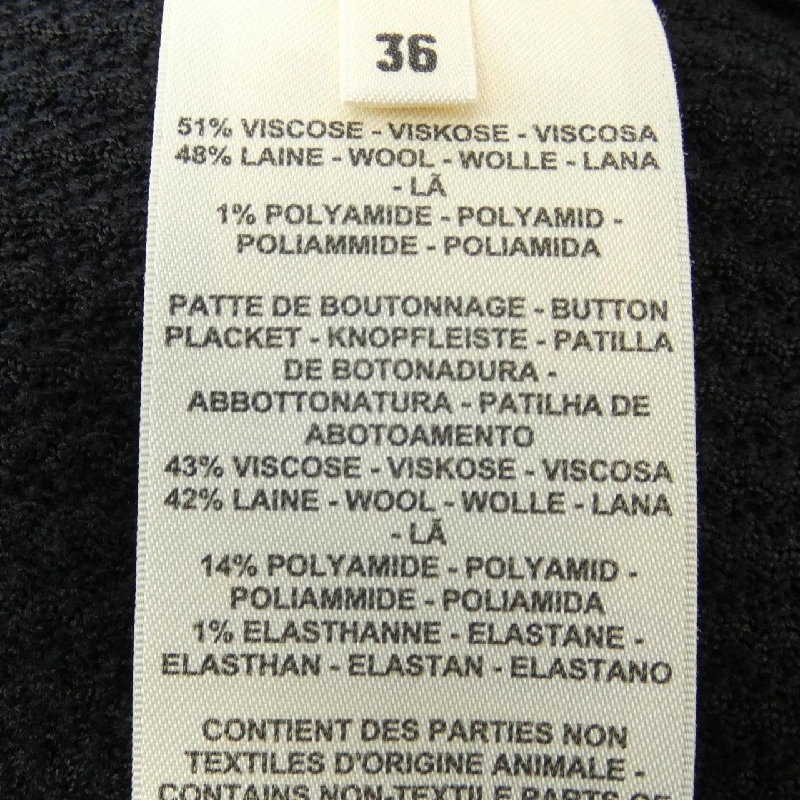 36
51% VISCOSE - VISKOSE - VISCOSA
48% LAINE - WOOL - WOLLE - LANA
- LÃ
1% POLYAMIDE - POLYAMID -
POLIAMMIDE - POLIAMIDA
PATTE DE BOUTONNAGE - BUTTON
PLACKET - KNOPFLEISTE - PATILLA
DE BOTONADURA -
ABBOTTONATURA - PATILHA DE
ABOTOAMENTO
43% VISCOSE - VISKOSE - VISCOSA
42% LAINE - WOOL - WOLLE - LANA
- LÃ
14% POLYAMIDE - POLYAMID -
POLIAMMIDE - POLIAMIDA
1% ELASTHANNE - ELASTANE -
ELASTHAN - ELASTAN - ELASTANO
CONTIENT DES PARTIES NON
TEXTILES D'ORIGINE ANIMALE -
CONTAINS NON-TEXTILE PARTS OF